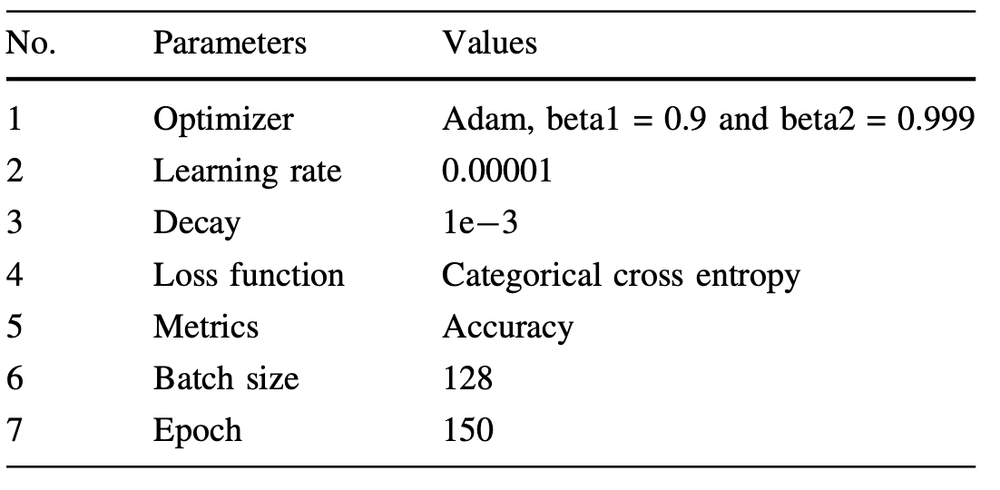 No. Parameters Values
1 Optimizer Adam, beta1 = 0.9 and beta2 = 0.999
2 Learning rate 0.00001
3 Decay 1e−3
4 Loss function Categorical cross entropy
5 Metrics Accuracy
6 Batch size 128
7 Epoch 150